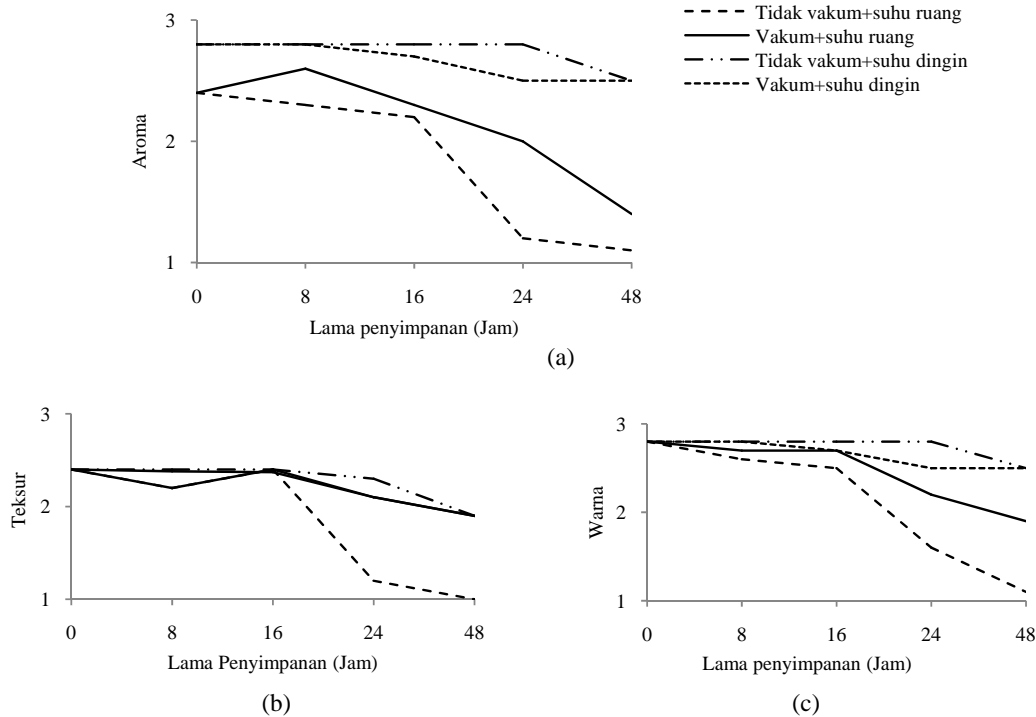 Tidak vakum+suhu ruang
Vakum+suhu ruang
Tidak vakum+suhu dingin
Vakum+suhu dingin
3
2
1
Aroma
0 8 16 24 48
Lama penyimpanan (Jam)
(a)
3
2
1
Teksur
0 8 16 24 48
Lama Penyimpanan (Jam)
(b)
3
2
1
Warna
0 8 16 24 48
Lama penyimpanan (Jam)
(c)